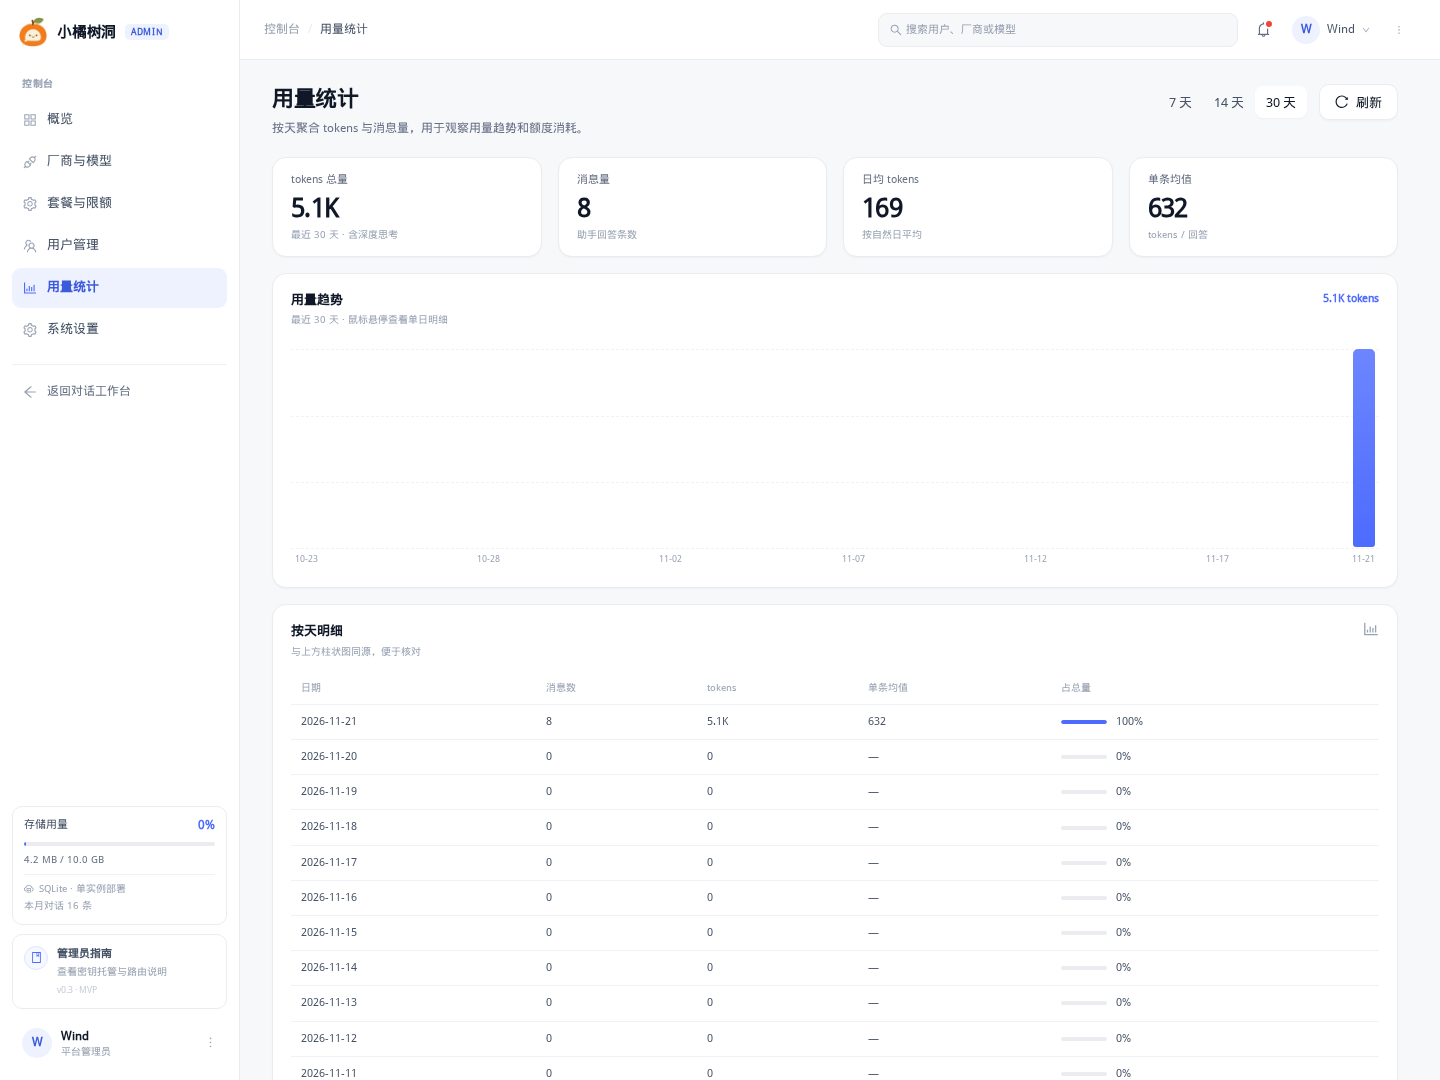 小橘树洞 ADMIN
控制台
概览
厂商与模型
套餐与限额
用户管理
用量统计
系统设置
返回对话工作台
存储用量 0%
4.2 MB / 10.0 GB
SQLite · 单实例部署
本月对话 16 条
管理员指南
查看密钥托管与路由说明
v0.3 · MVP
W Wind
平台管理员
控制台 / 用量统计
搜索用户、厂商或模型
W Wind
用量统计
按天聚合 tokens 与消息量，用于观察用量趋势和额度消耗。
7 天 14 天 30 天 刷新
tokens 总量
5.1K
最近 30 天 · 含深度思考
消息量
8
助手回答条数
日均 tokens
169
按自然日平均
单条均值
632
tokens / 回答
用量趋势 5.1K tokens
最近 30 天 · 鼠标悬停查看单日明细
10-23 10-28 11-02 11-07 11-12 11-17 11-21
按天明细
与上方柱状图同源，便于核对
日期 消息数 tokens 单条均值 占总量
2026-11-21 8 5.1K 632 100%
2026-11-20 0 0 — 0%
2026-11-19 0 0 — 0%
2026-11-18 0 0 — 0%
2026-11-17 0 0 — 0%
2026-11-16 0 0 — 0%
2026-11-15 0 0 — 0%
2026-11-14 0 0 — 0%
2026-11-13 0 0 — 0%
2026-11-12 0 0 — 0%
2026-11-11 0 0 — 0%